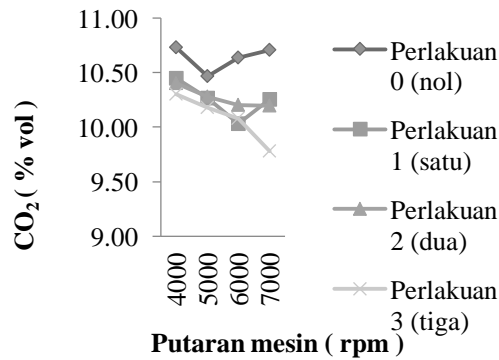 11.00
10.50
10.00
9.50
9.00
CO₂ ( % vol )
4000
5000
6000
7000
Putaran mesin ( rpm )
Perlakuan
0 (nol)
Perlakuan
1 (satu)
Perlakuan
2 (dua)
Perlakuan
3 (tiga)